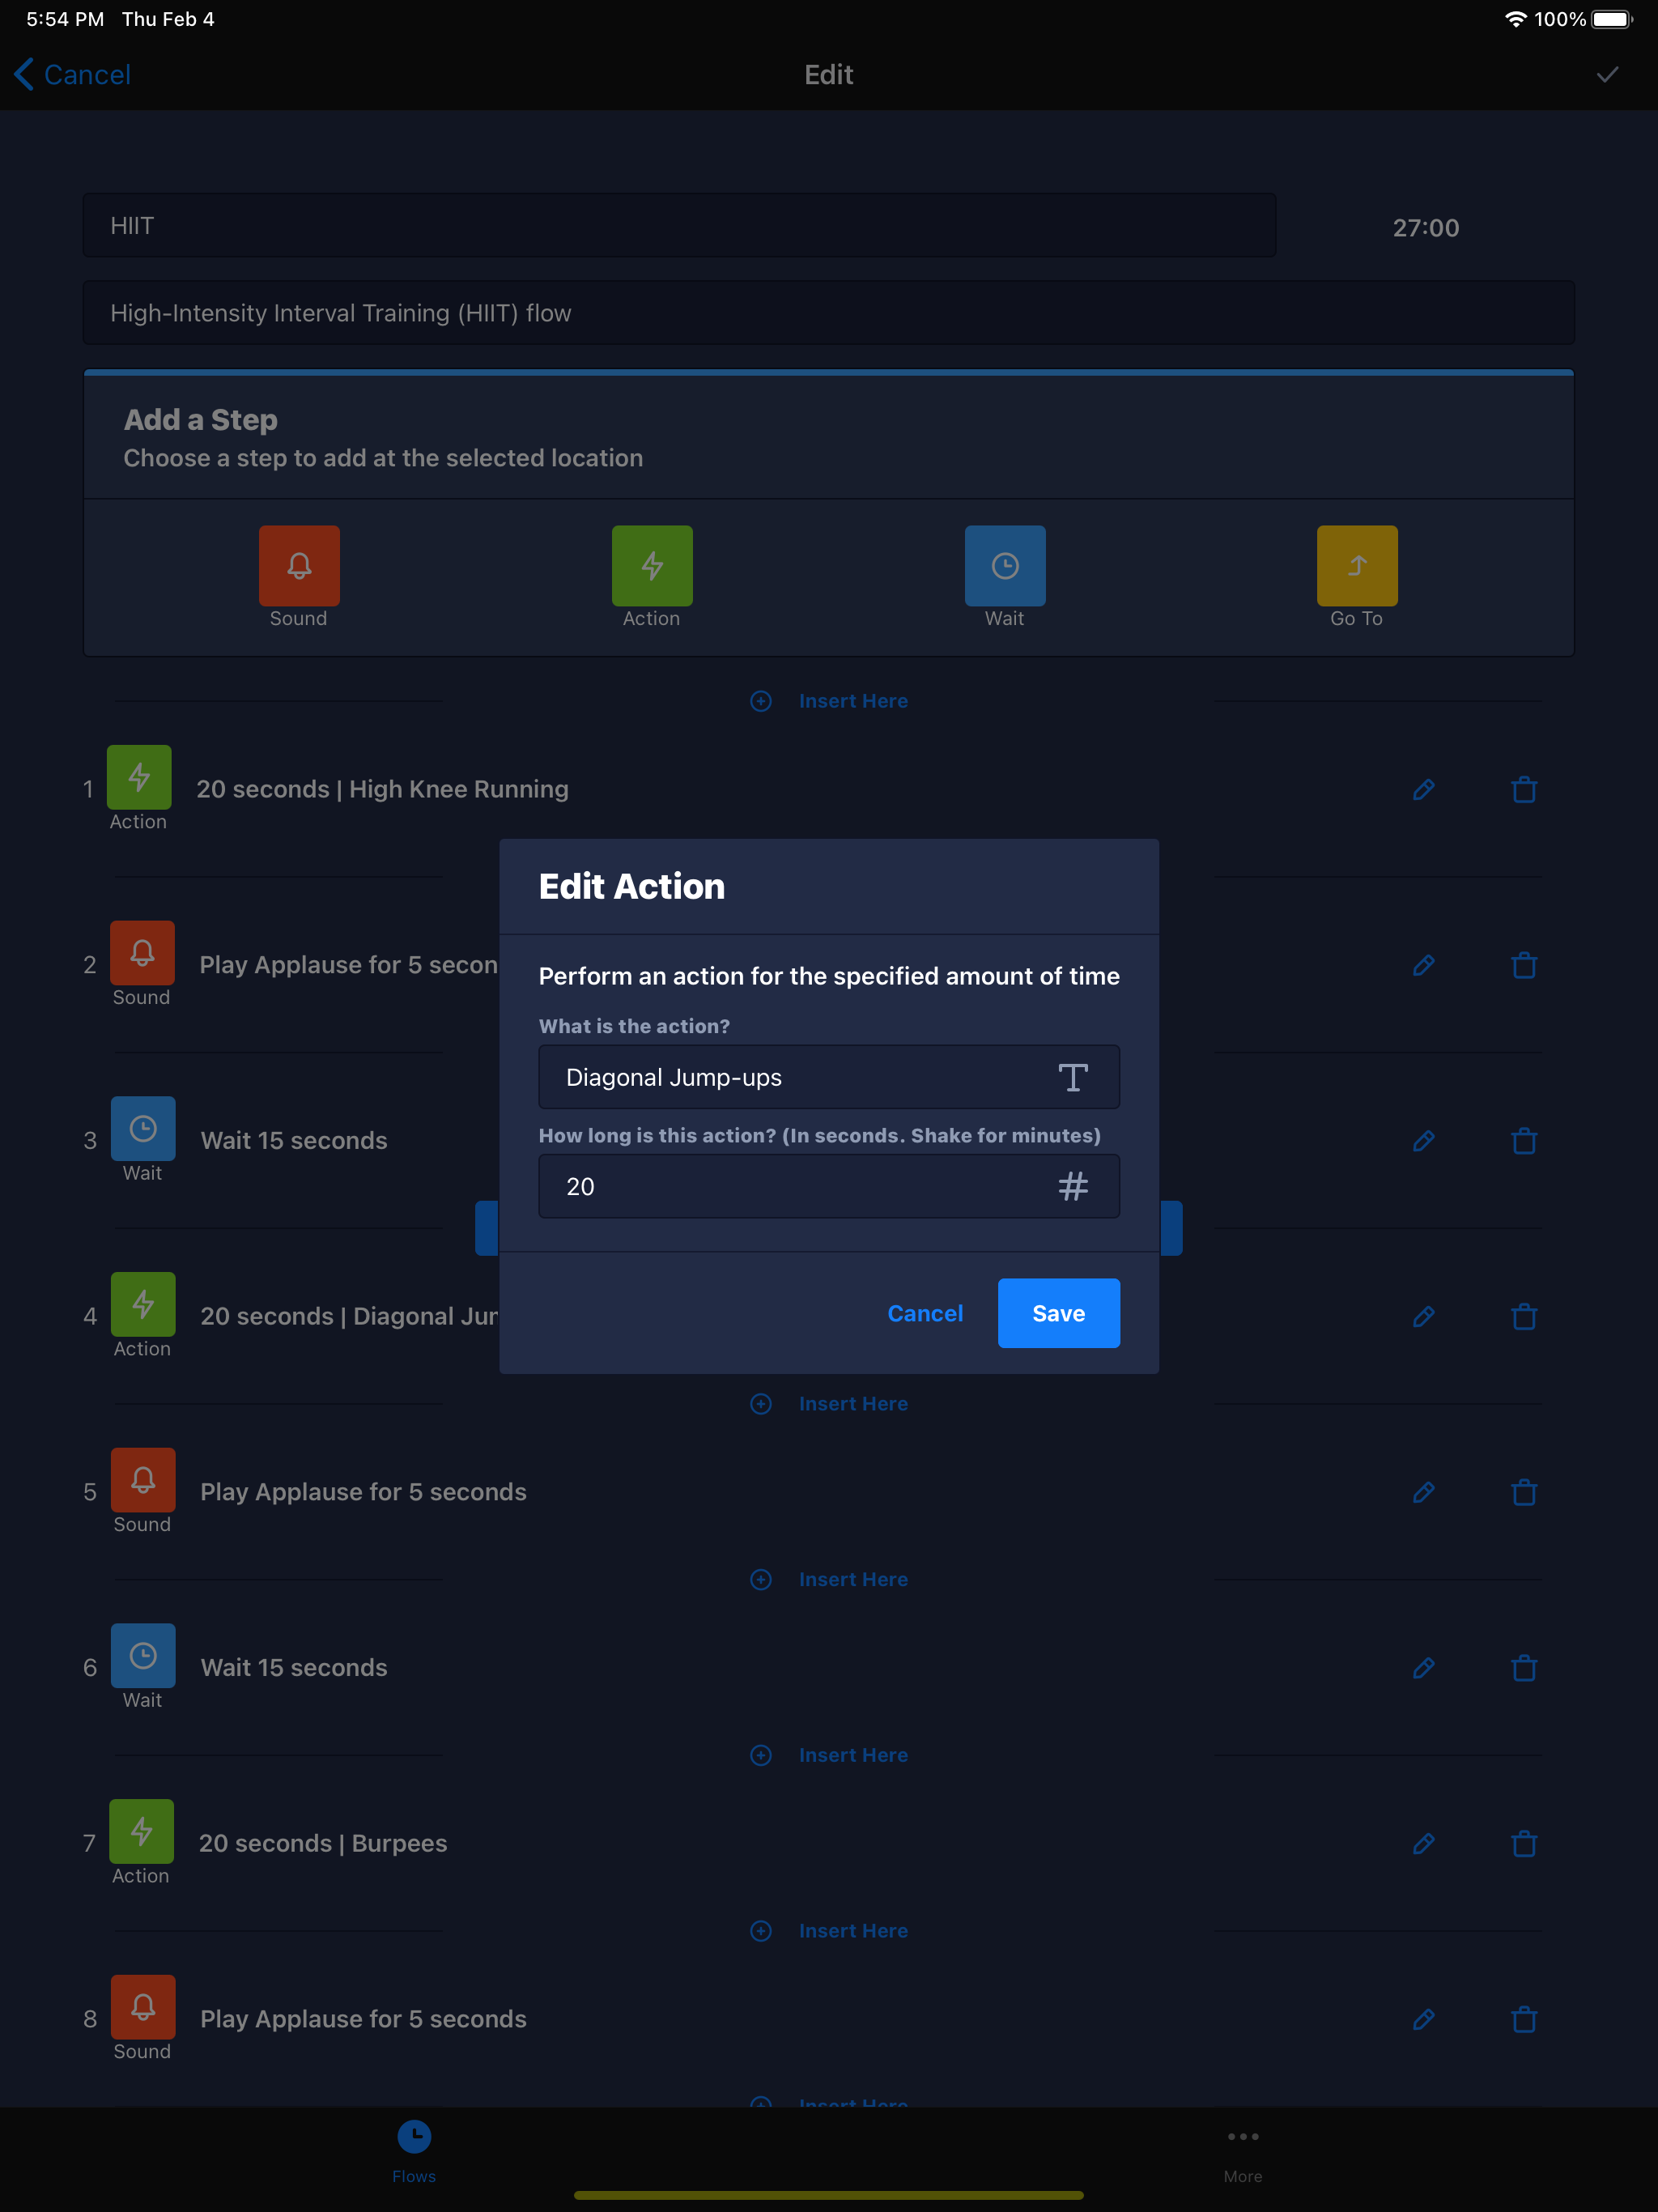 5:54 PM Thu Feb 4 100%
Cancel Edit
HIIT 27:00
High-Intensity Interval Training (HIIT) flow
Add a Step
Choose a step to add at the selected location
Sound Action Wait Go To
Insert Here
1 20 seconds | High Knee Running
Action
Edit Action
2 Play Applause for 5 secon
Sound
Perform an action for the specified amount of time
What is the action?
Diagonal Jump-ups
How long is this action? (In seconds. Shake for minutes)
20
3 Wait 15 seconds
Wait
4 20 seconds | Diagonal Jum
Action
Cancel Save
Insert Here
5 Play Applause for 5 seconds
Sound
Insert Here
6 Wait 15 seconds
Wait
Insert Here
7 20 seconds | Burpees
Action
Insert Here
8 Play Applause for 5 seconds
Sound
Insert Here
Flows More